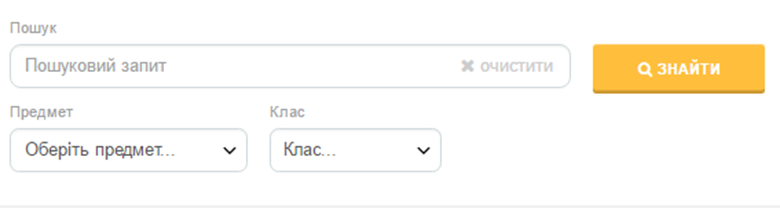 Пошук
Пошуковий запит ✖ очистити
ЗНАЙТИ
Предмет Клас
Оберіть предмет... Клас...